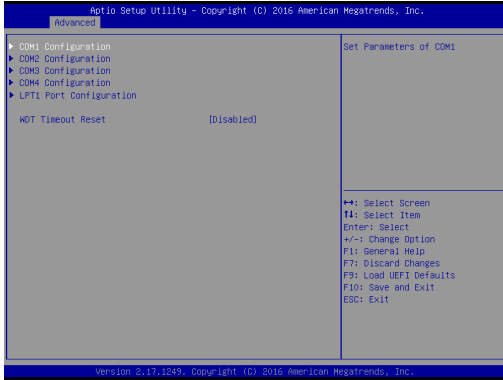 Aptio Setup Utility – Copyright (C) 2016 American Megatrends, Inc.
Advanced
COM1 Configuration
COM2 Configuration
COM3 Configuration
COM4 Configuration
LPT1 Port Configuration
WDT Timeout Reset [Disabled]
Set Parameters of COM1
↔: Select Screen
↑↓: Select Item
Enter: Select
+/-: Change Option
F1: General Help
F7: Discard Changes
F9: Load UEFI Defaults
F10: Save and Exit
ESC: Exit
Version 2.17.1249. Copyright (C) 2016 American Megatrends, Inc.